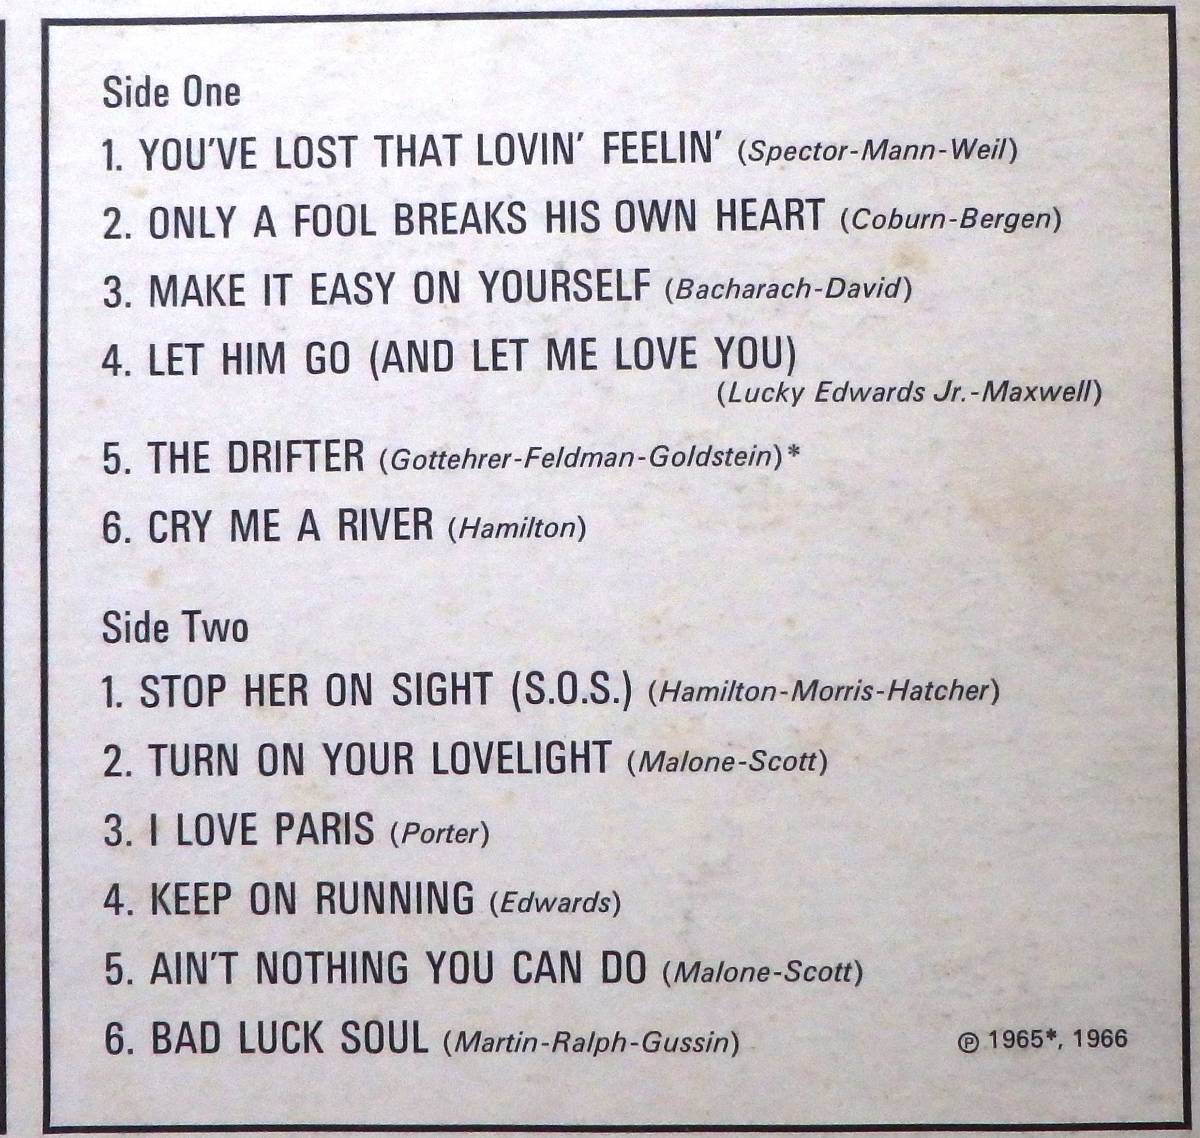 Side One
1. YOU'VE LOST THAT LOVIN' FEELIN' (Spector-Mann-Weil)
2. ONLY A FOOL BREAKS HIS OWN HEART (Coburn-Bergen)
3. MAKE IT EASY ON YOURSELF (Bacharach-David)
4. LET HIM GO (AND LET ME LOVE YOU)
(Lucky Edwards Jr.-Maxwell)
5. THE DRIFTER (Gottehrer-Feldman-Goldstein)*
6. CRY ME A RIVER (Hamilton)
Side Two
1. STOP HER ON SIGHT (S.O.S.) (Hamilton-Morris-Hatcher)
2. TURN ON YOUR LOVELIGHT (Malone-Scott)
3. I LOVE PARIS (Porter)
4. KEEP ON RUNNING (Edwards)
5. AIN'T NOTHING YOU CAN DO (Malone-Scott)
6. BAD LUCK SOUL (Martin-Ralph-Gussin)
℗ 1965*, 1966